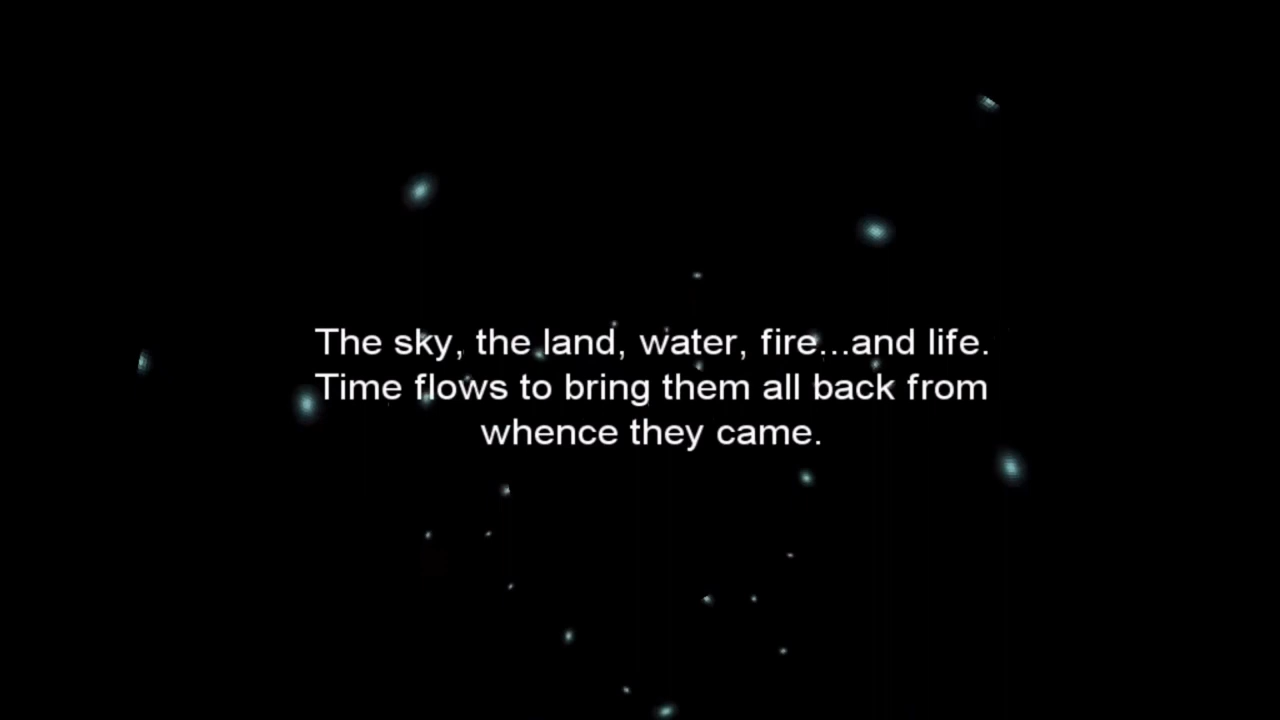 The sky, the land, water, fire...and life.
Time flows to bring them all back from
whence they came.